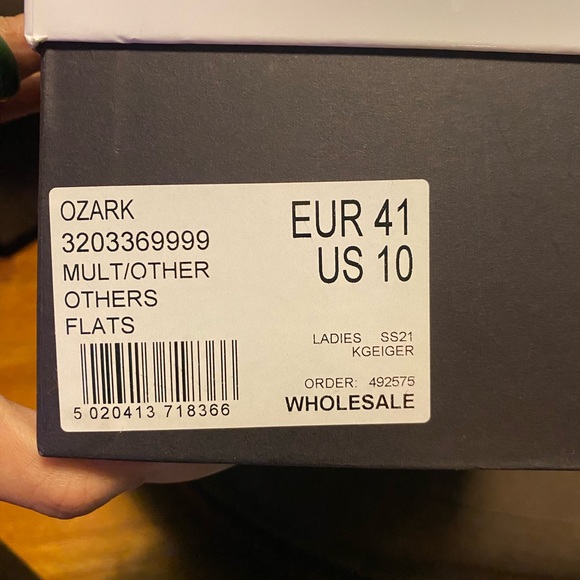 OZARK
3203369999
MULT/OTHER
OTHERS
FLATS
EUR 41
US 10
LADIES SS21
KGEIGER
ORDER: 492575
WHOLESALE
5 020413 718366